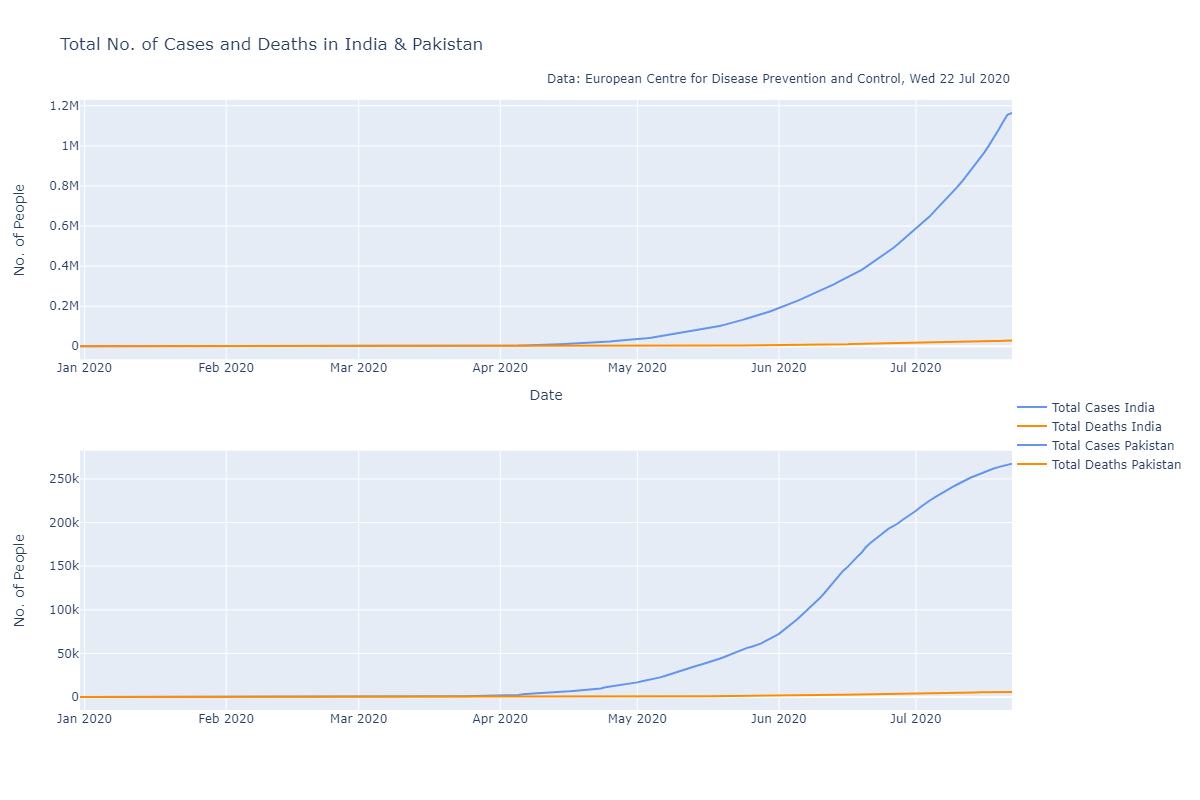 Total No. of Cases and Deaths in India & Pakistan
Data: European Centre for Disease Prevention and Control, Wed 22 Jul 2020
No. of People
1.2M
1M
0.8M
0.6M
0.4M
0.2M
0
Jan 2020 Feb 2020 Mar 2020 Apr 2020 May 2020 Jun 2020 Jul 2020
Date
Total Cases India
Total Deaths India
Total Cases Pakistan
Total Deaths Pakistan
No. of People
250k
200k
150k
100k
50k
0
Jan 2020 Feb 2020 Mar 2020 Apr 2020 May 2020 Jun 2020 Jul 2020